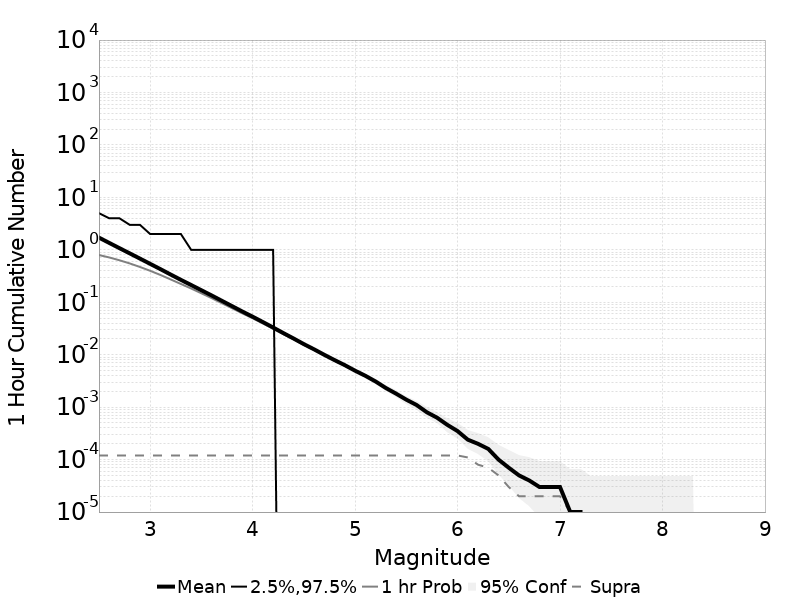 10^4
10^3
10^2
10^1
10^0
10^-1
10^-2
10^-3
10^-4
10^-5
1 Hour Cumulative Number
3 4 5 6 7 8 9
Magnitude
Mean 2.5%,97.5% 1 hr Prob 95% Conf Supra